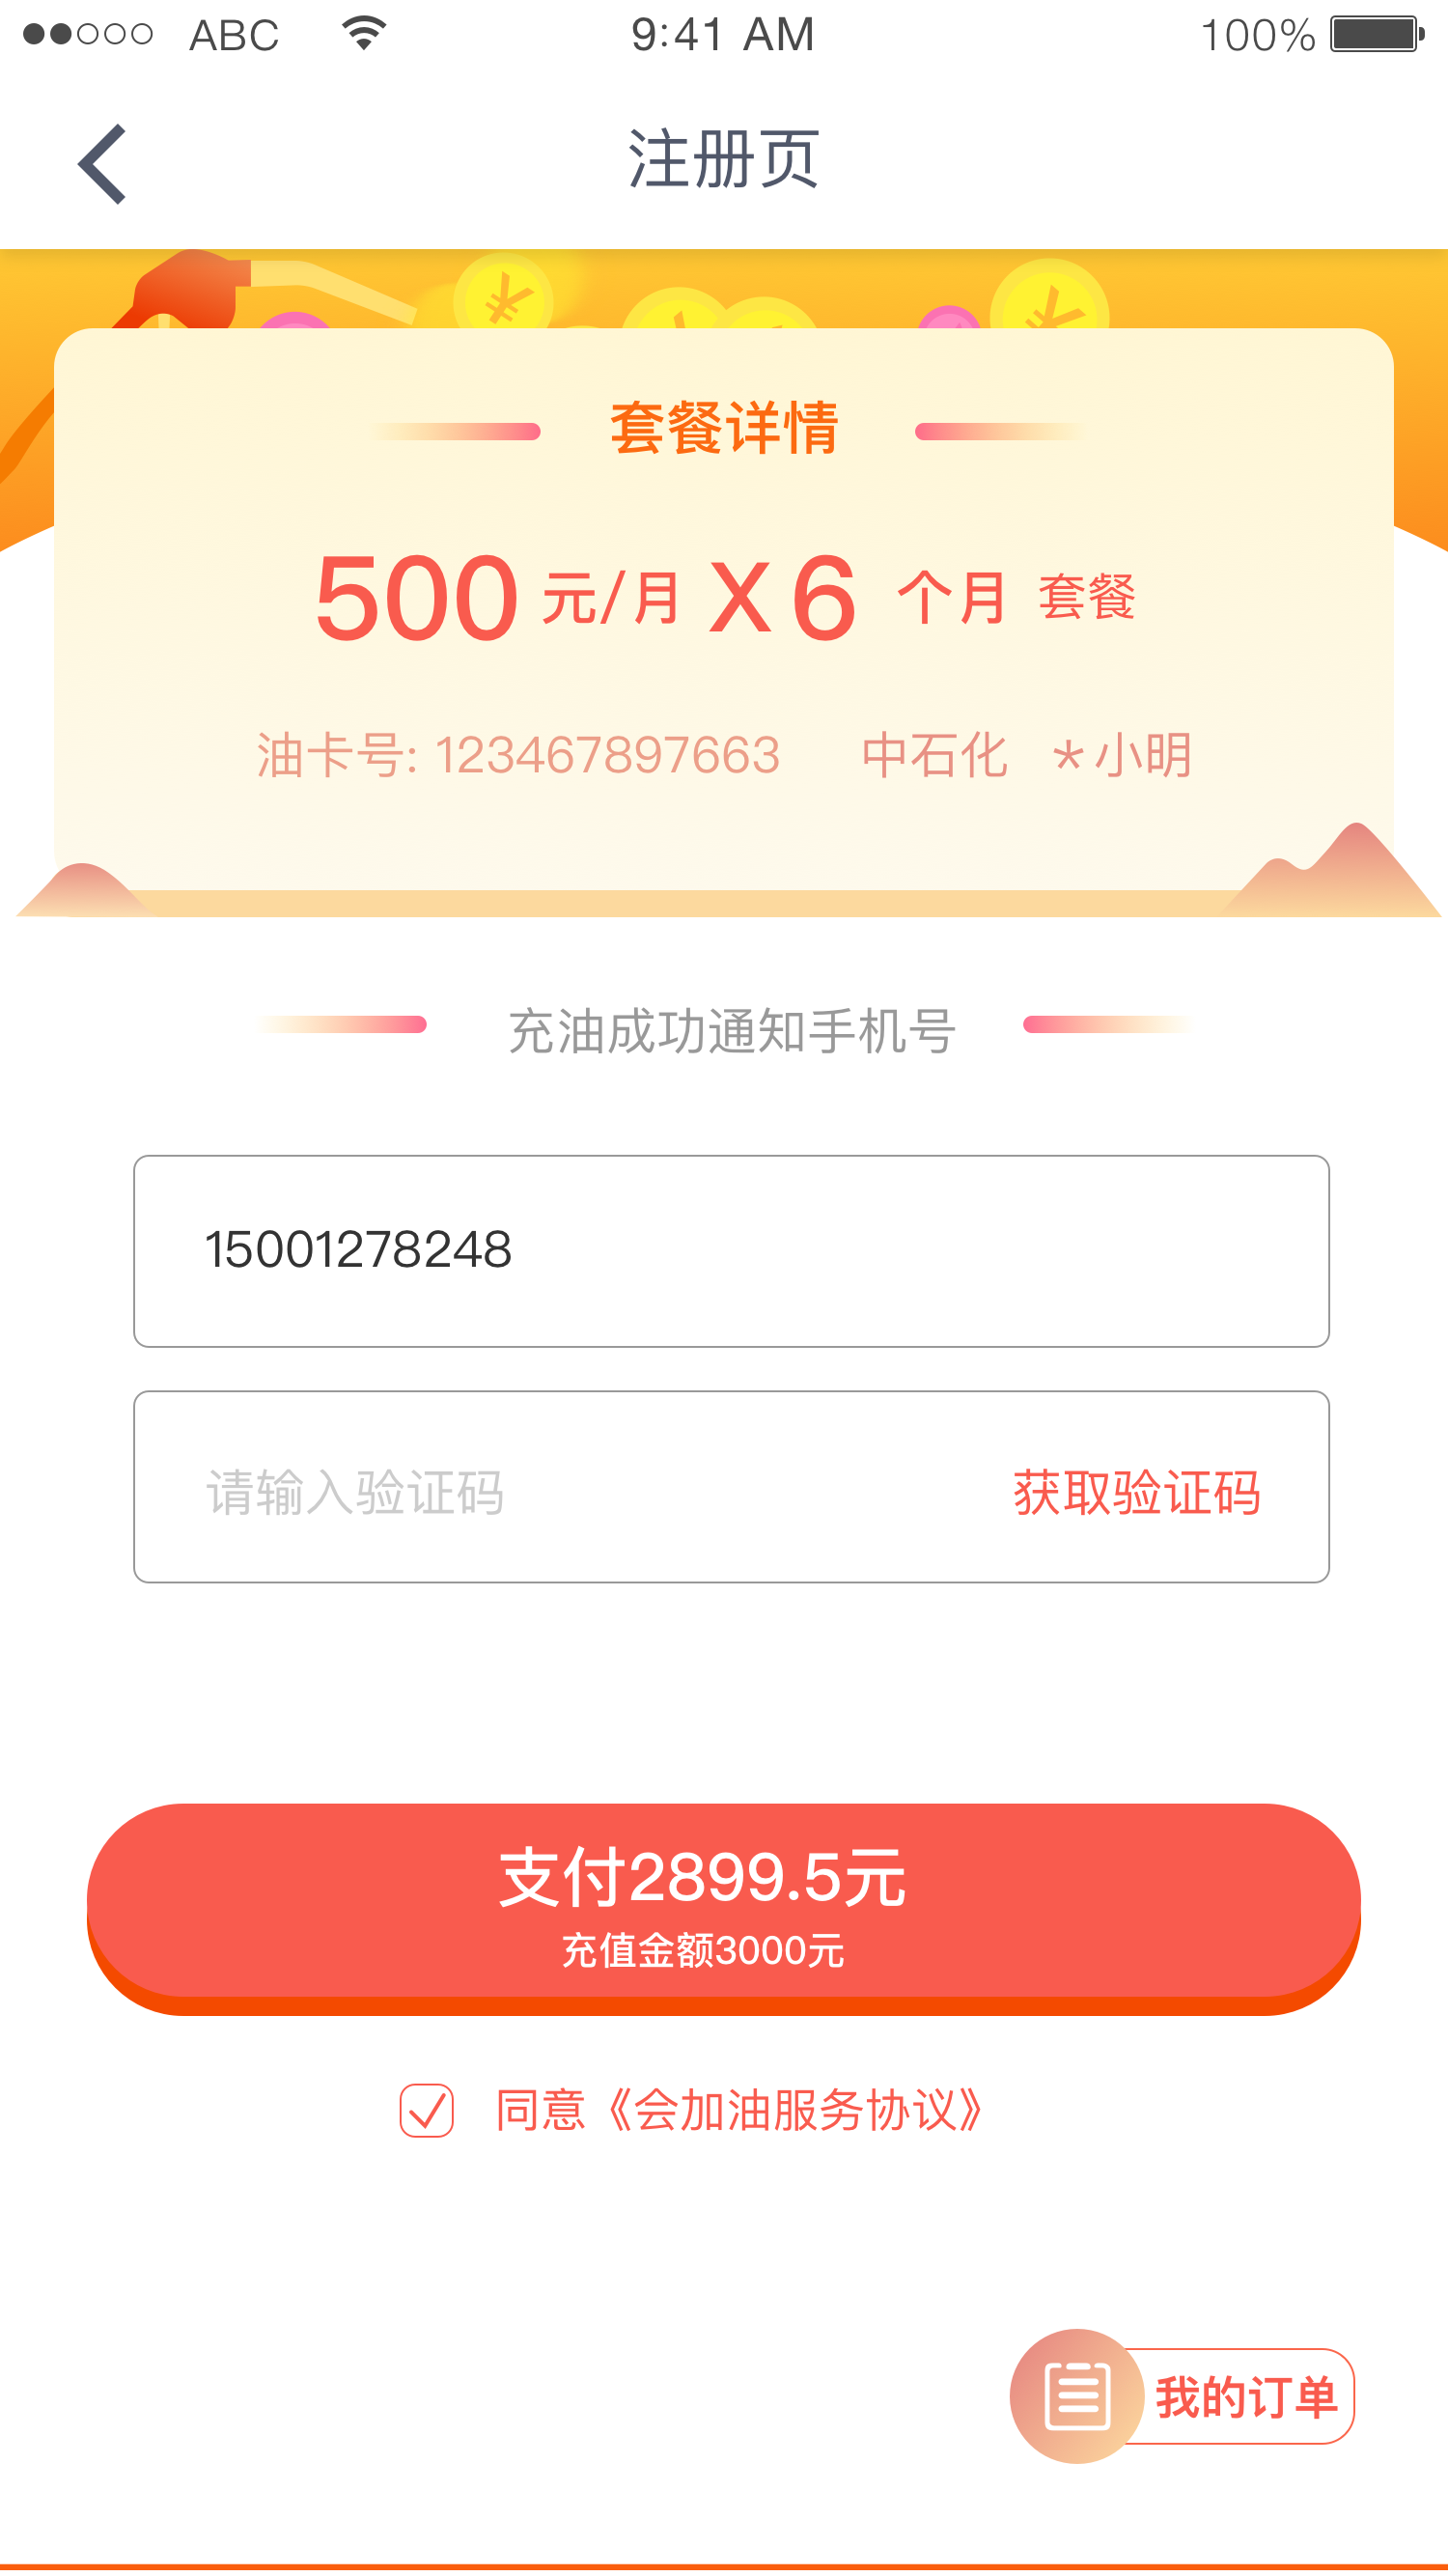 ABC 9:41 AM 100%
注册页
套餐详情
500 元/月 X 6 个月 套餐
油卡号: 123467897663 中石化 *小明
充油成功通知手机号
15001278248
请输入验证码 获取验证码
支付2899.5元
充值金额3000元
同意《会加油服务协议》
我的订单